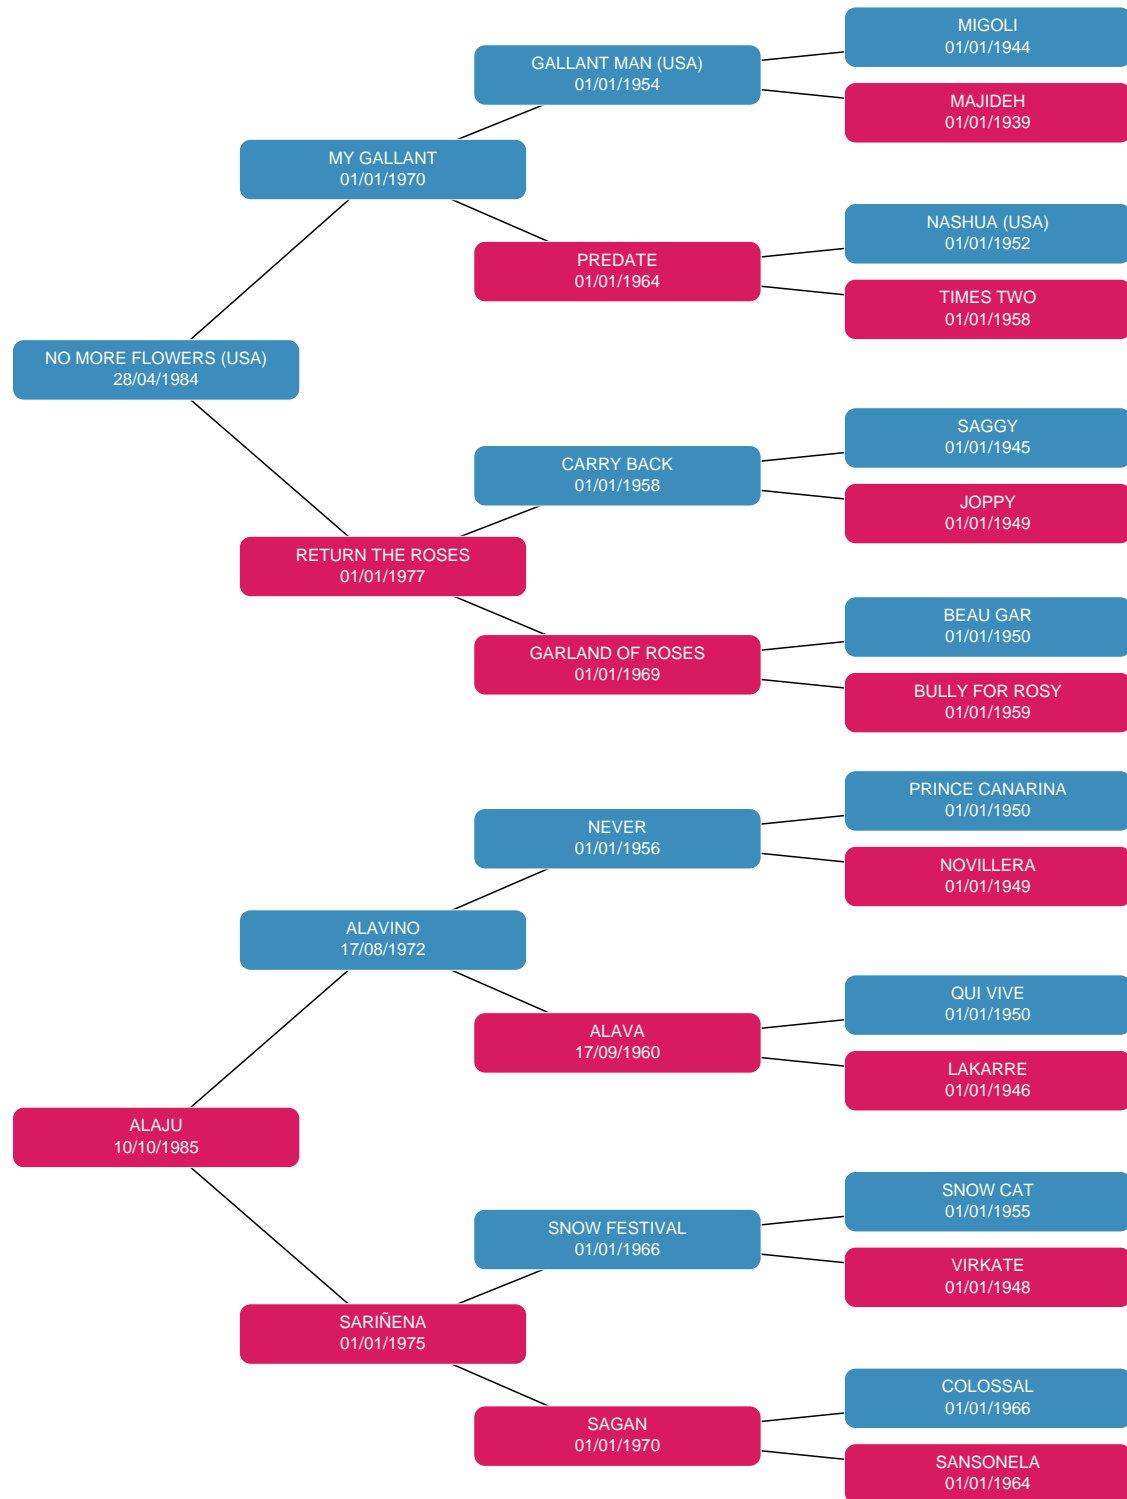 MIGOLI
01/01/1944
GALLANT MAN (USA)
01/01/1954
MAJIDEH
01/01/1939
MY GALLANT
01/01/1970
NASHUA (USA)
01/01/1952
PREDATE
01/01/1964
TIMES TWO
01/01/1958
NO MORE FLOWERS (USA)
28/04/1984
SAGGY
01/01/1945
CARRY BACK
01/01/1958
JOPPY
01/01/1949
RETURN THE ROSES
01/01/1977
BEAU GAR
01/01/1950
GARLAND OF ROSES
01/01/1969
BULLY FOR ROSY
01/01/1959
PRINCE CANARINA
01/01/1950
NEVER
01/01/1956
NOVILLERA
01/01/1949
ALAVINO
17/08/1972
QUI VIVE
01/01/1950
ALAVA
17/09/1960
LAKARRE
01/01/1946
ALAJU
10/10/1985
SNOW CAT
01/01/1955
SNOW FESTIVAL
01/01/1966
VIRKATE
01/01/1948
SARIÑENA
01/01/1975
COLOSSAL
01/01/1966
SAGAN
01/01/1970
SANSONELA
01/01/1964